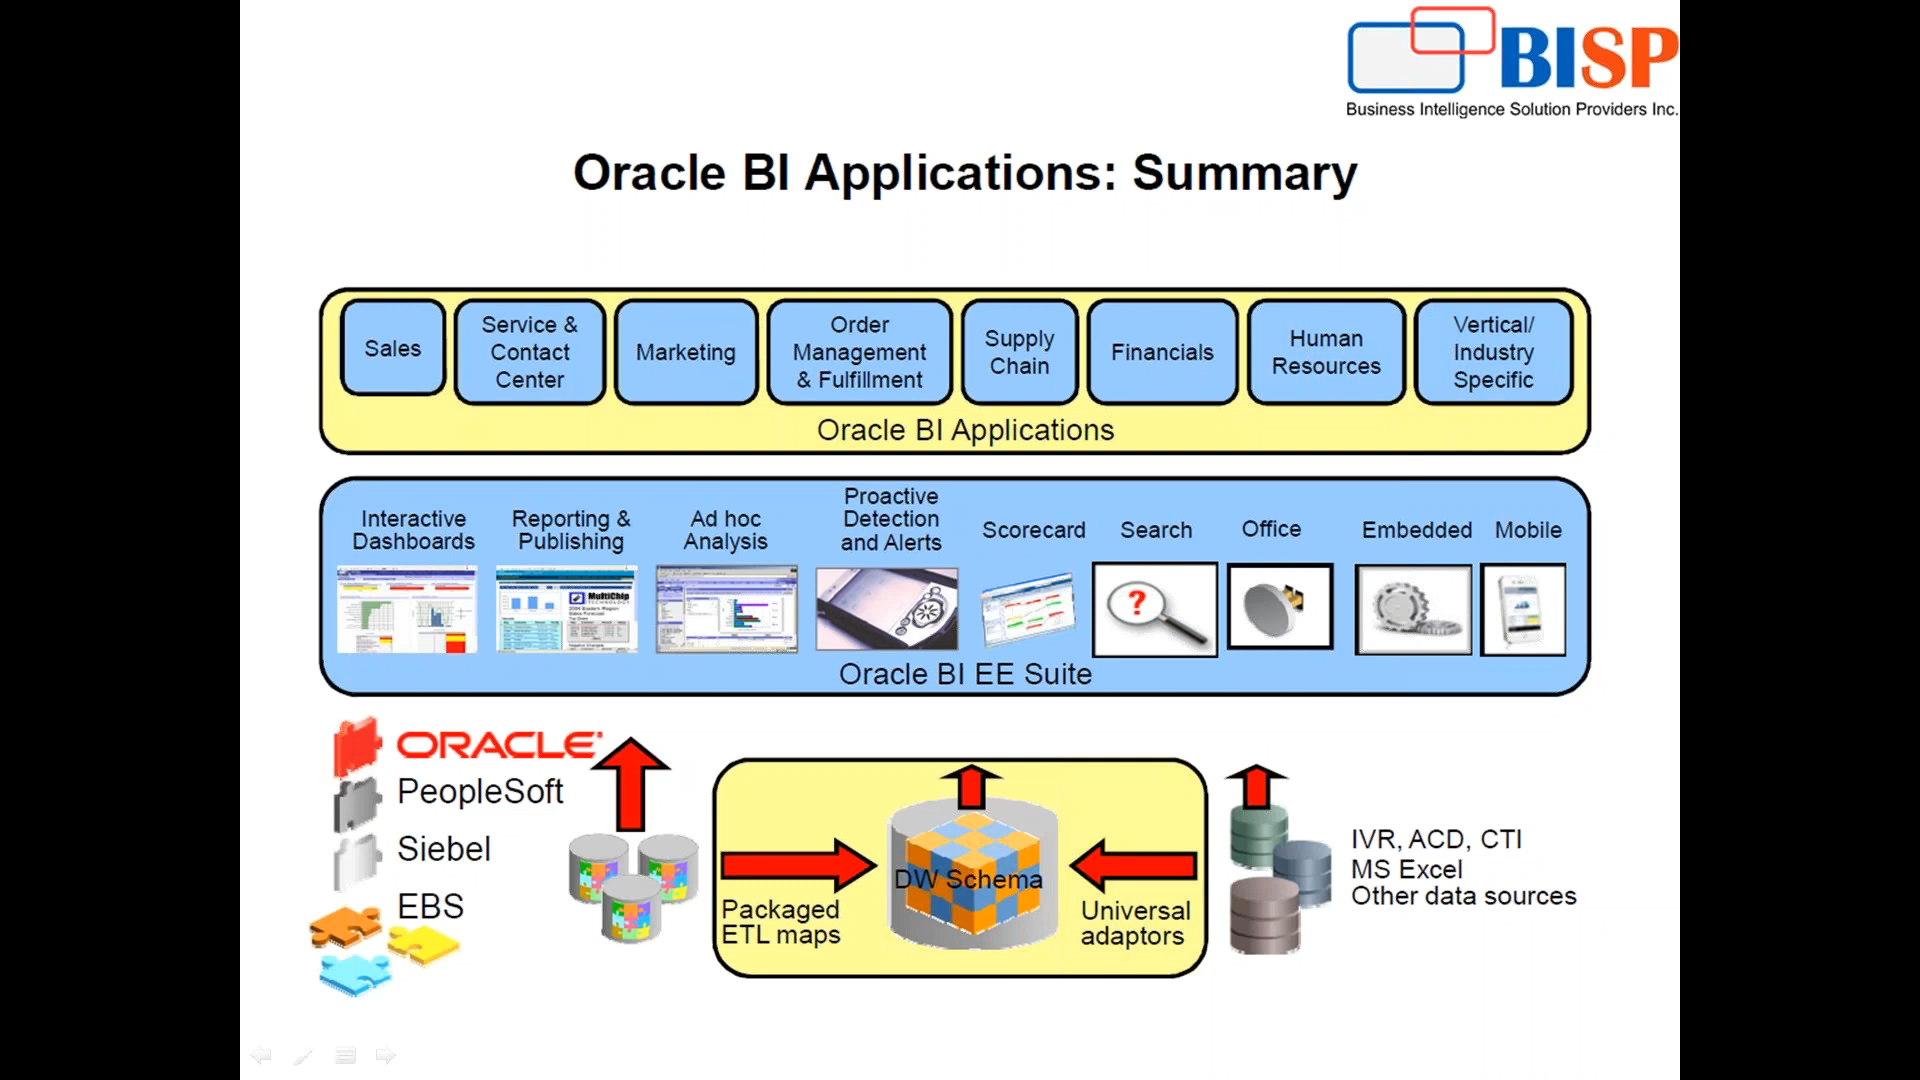 BISP
Business Intelligence Solution Providers Inc.
Oracle BI Applications: Summary
Sales
Service &
Contact
Center
Marketing
Order
Management
& Fulfillment
Supply
Chain
Financials
Human
Resources
Vertical/
Industry
Specific
Oracle BI Applications
Interactive
Dashboards
Reporting &
Publishing
Ad hoc
Analysis
Proactive
Detection
and Alerts
Scorecard
Search
Office
Embedded
Mobile
MultiChip
TECHNOLOGY
?
Oracle BI EE Suite
ORACLE
PeopleSoft
Siebel
EBS
Packaged
ETL maps
DW Schema
Universal
adaptors
IVR, ACD, CTI
MS Excel
Other data sources